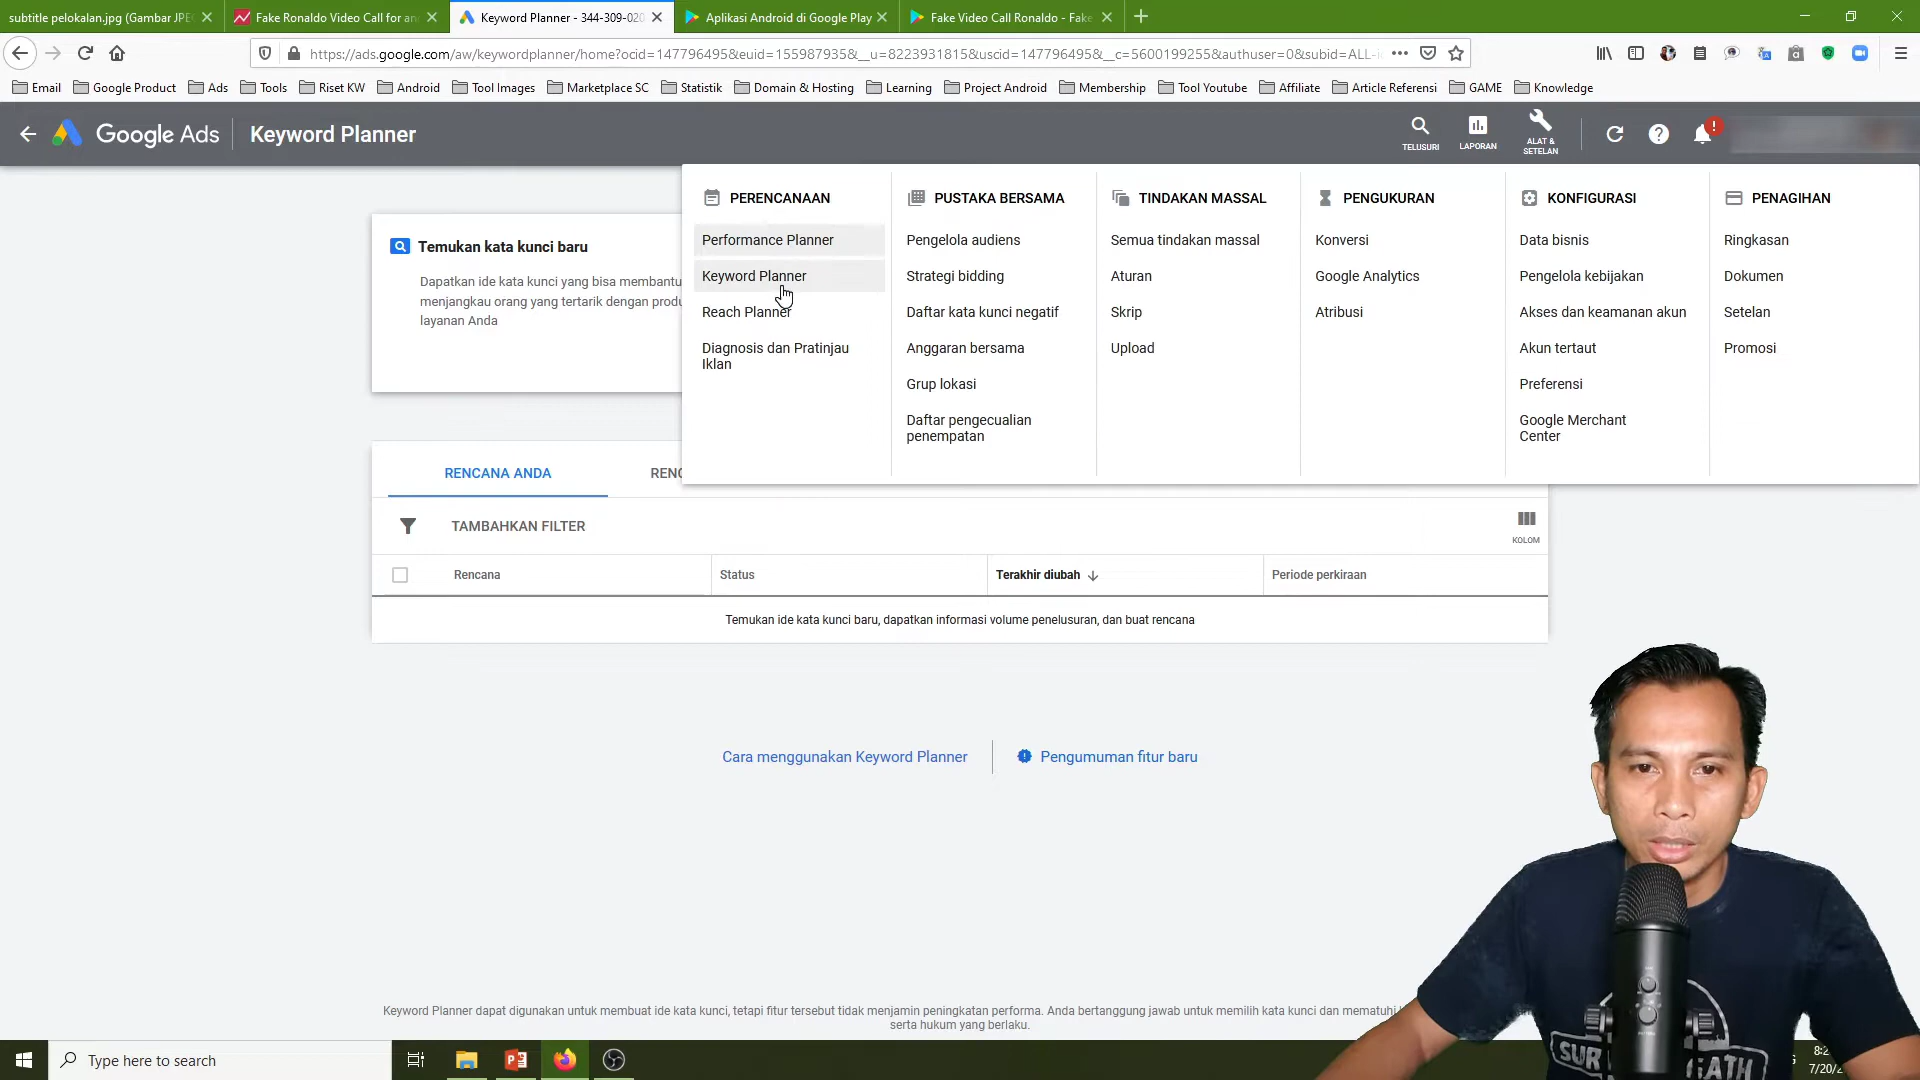 subtitle pelokalan.jpg (Gambar JPE
Fake Ronaldo Video Call for an
Keyword Planner - 344-309-020
Aplikasi Android di Google Play
Fake Video Call Ronaldo - Fake
https://ads.google.com/aw/keywordplanner/home?ocid=147796495&euid=155987935&__u=8223931815&uscid=147796495&__c=5600199255&authuser=0&subid=ALL-i
Email
Google Product
Ads
Tools
Riset KW
Android
Tool Images
Marketplace SC
Statistik
Domain & Hosting
Learning
Project Android
Membership
Tool Youtube
Affiliate
Article Referensi
GAME
Knowledge
Google Ads
Keyword Planner
TELUSURI
LAPORAN
ALAT &
SETELAN
PERENCANAAN
Performance Planner
Keyword Planner
Reach Planner
Diagnosis dan Pratinjau
Iklan
PUSTAKA BERSAMA
Pengelola audiens
Strategi bidding
Daftar kata kunci negatif
Anggaran bersama
Grup lokasi
Daftar pengecualian
penempatan
TINDAKAN MASSAL
Semua tindakan massal
Aturan
Skrip
Upload
PENGUKURAN
Konversi
Google Analytics
Atribusi
KONFIGURASI
Data bisnis
Pengelola kebijakan
Akses dan keamanan akun
Akun tertaut
Preferensi
Google Merchant
Center
PENAGIHAN
Ringkasan
Dokumen
Setelan
Promosi
Temukan kata kunci baru
Dapatkan ide kata kunci yang bisa membantu
menjangkau orang yang tertarik dengan produ
layanan Anda
RENCANA ANDA
RENC
TAMBAHKAN FILTER
KOLOM
Rencana
Status
Terakhir diubah
Periode perkiraan
Temukan ide kata kunci baru, dapatkan informasi volume penelusuran, dan buat rencana
Cara menggunakan Keyword Planner
Pengumuman fitur baru
Keyword Planner dapat digunakan untuk membuat ide kata kunci, tetapi fitur tersebut tidak menjamin peningkatan performa. Anda bertanggung jawab untuk memilih kata kunci dan mematuhi
serta hukum yang berlaku.
Type here to search
8:2
7/20/2